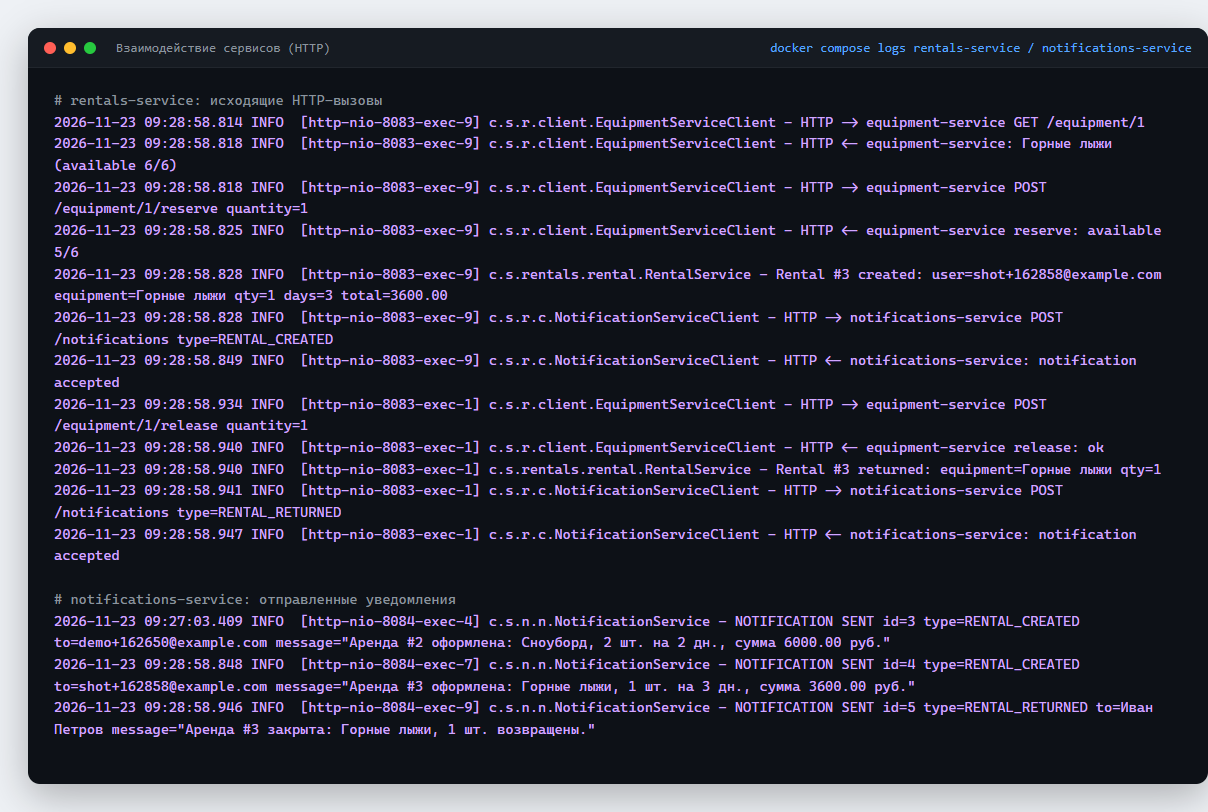 Взаимодействие сервисов (HTTP)
docker compose logs rentals-service / notifications-service
# rentals-service: исходящие HTTP-вызовы
2026-11-23 09:28:58.814 INFO  [http-nio-8083-exec-9] c.s.r.client.EquipmentServiceClient - HTTP -> equipment-service GET /equipment/1
2026-11-23 09:28:58.818 INFO  [http-nio-8083-exec-9] c.s.r.client.EquipmentServiceClient - HTTP <- equipment-service: Горные лыжи
(available 6/6)
2026-11-23 09:28:58.818 INFO  [http-nio-8083-exec-9] c.s.r.client.EquipmentServiceClient - HTTP -> equipment-service POST
/equipment/1/reserve quantity=1
2026-11-23 09:28:58.825 INFO  [http-nio-8083-exec-9] c.s.r.client.EquipmentServiceClient - HTTP <- equipment-service reserve: available
5/6
2026-11-23 09:28:58.828 INFO  [http-nio-8083-exec-9] c.s.rentals.rental.RentalService - Rental #3 created: user=shot+162858@example.com
equipment=Горные лыжи qty=1 days=3 total=3600.00
2026-11-23 09:28:58.828 INFO  [http-nio-8083-exec-9] c.s.r.c.NotificationServiceClient - HTTP -> notifications-service POST
/notifications type=RENTAL_CREATED
2026-11-23 09:28:58.849 INFO  [http-nio-8083-exec-9] c.s.r.c.NotificationServiceClient - HTTP <- notifications-service: notification
accepted
2026-11-23 09:28:58.934 INFO  [http-nio-8083-exec-1] c.s.r.client.EquipmentServiceClient - HTTP -> equipment-service POST
/equipment/1/release quantity=1
2026-11-23 09:28:58.940 INFO  [http-nio-8083-exec-1] c.s.r.client.EquipmentServiceClient - HTTP <- equipment-service release: ok
2026-11-23 09:28:58.940 INFO  [http-nio-8083-exec-1] c.s.rentals.rental.RentalService - Rental #3 returned: equipment=Горные лыжи qty=1
2026-11-23 09:28:58.941 INFO  [http-nio-8083-exec-1] c.s.r.c.NotificationServiceClient - HTTP -> notifications-service POST
/notifications type=RENTAL_RETURNED
2026-11-23 09:28:58.947 INFO  [http-nio-8083-exec-1] c.s.r.c.NotificationServiceClient - HTTP <- notifications-service: notification
accepted
# notifications-service: отправленные уведомления
2026-11-23 09:27:03.409 INFO  [http-nio-8084-exec-4] c.s.n.n.NotificationService - NOTIFICATION SENT id=3 type=RENTAL_CREATED
to=demo+162650@example.com message="Аренда #2 оформлена: Сноуборд, 2 шт. на 2 дн., сумма 6000.00 руб."
2026-11-23 09:28:58.848 INFO  [http-nio-8084-exec-7] c.s.n.n.NotificationService - NOTIFICATION SENT id=4 type=RENTAL_CREATED
to=shot+162858@example.com message="Аренда #3 оформлена: Горные лыжи, 1 шт. на 3 дн., сумма 3600.00 руб."
2026-11-23 09:28:58.946 INFO  [http-nio-8084-exec-9] c.s.n.n.NotificationService - NOTIFICATION SENT id=5 type=RENTAL_RETURNED to=Иван
Петров message="Аренда #3 закрыта: Горные лыжи, 1 шт. возвращены."